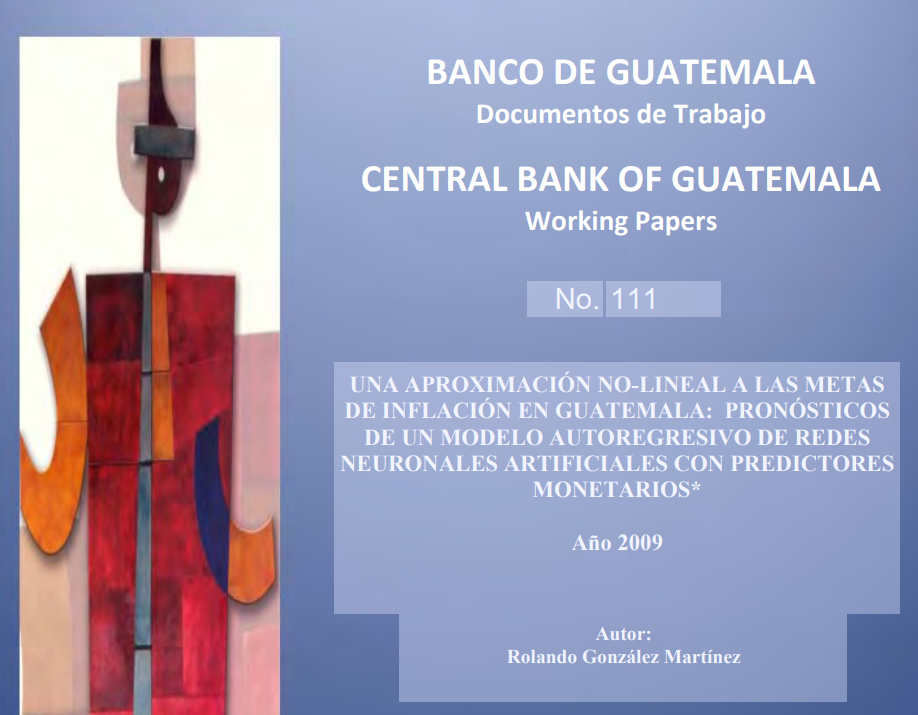 BANCO DE GUATEMALA
Documentos de Trabajo
CENTRAL BANK OF GUATEMALA
Working Papers
No. 111
UNA APROXIMACIÓN NO-LINEAL A LAS METAS
DE INFLACIÓN EN GUATEMALA: PRONÓSTICOS
DE UN MODELO AUTOREGRESIVO DE REDES
NEURONALES ARTIFICIALES CON PREDICTORES
MONETARIOS*
Año 2009
Autor:
Rolando González Martínez